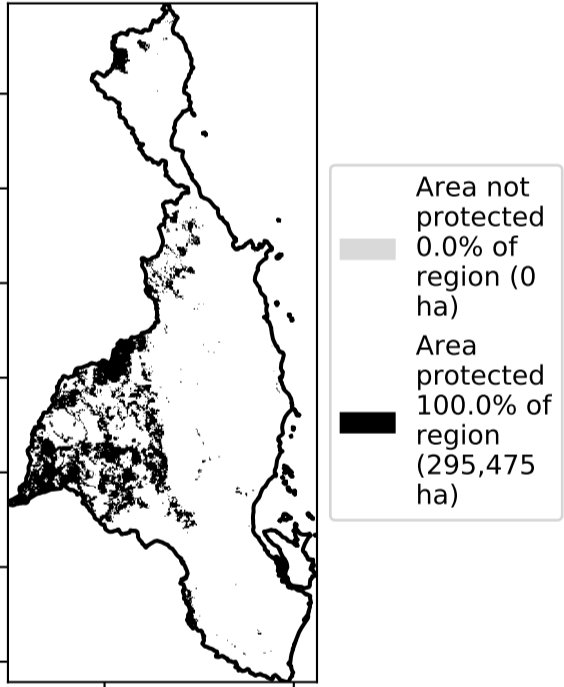 Area not
protected
0.0% of
region (0
ha)
Area
protected
100.0% of
region
(295,475
ha)